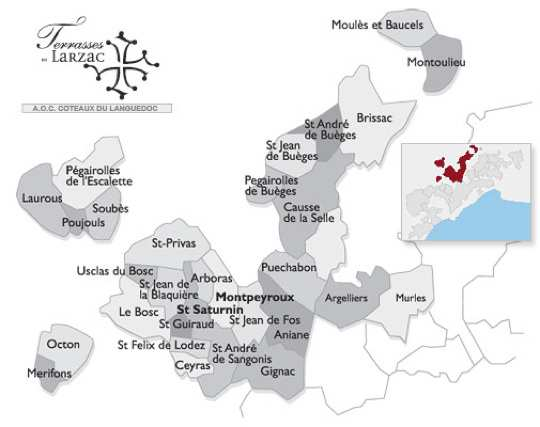 Terrasses
DU LARZAC
A.O.C. COTEAUX DU LANGUEDOC
Moulès et Baucels
Montoulieu
Brissac
St André
de Buèges
St Jean
de Buèges
Pegairolles
de Buèges
Causse
de la Selle
Pégairolles
de l'Escalette
Laurous
Soubès
Poujouls
St-Privas
Usclas du Bosc
St Jean de
la Blaquière
Arboras
Puechabon
Montpeyroux
Argelliers
Murles
Le Bosc
St Saturnin
St Guiraud
St Jean de Fos
Aniane
St Felix de Lodez
St André
de Sangonis
Ceyras
Gignac
Octon
Merifons